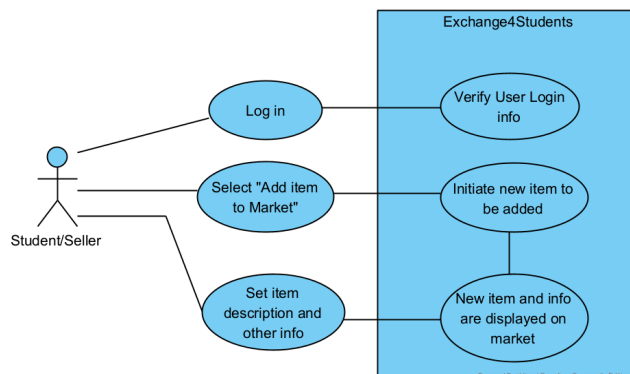 Exchange4Students
Log in
Verify User Login
info
Select "Add item
to Market"
Initiate new item to
be added
Student/Seller
Set item
description and
other info
New item and info
are displayed on
market